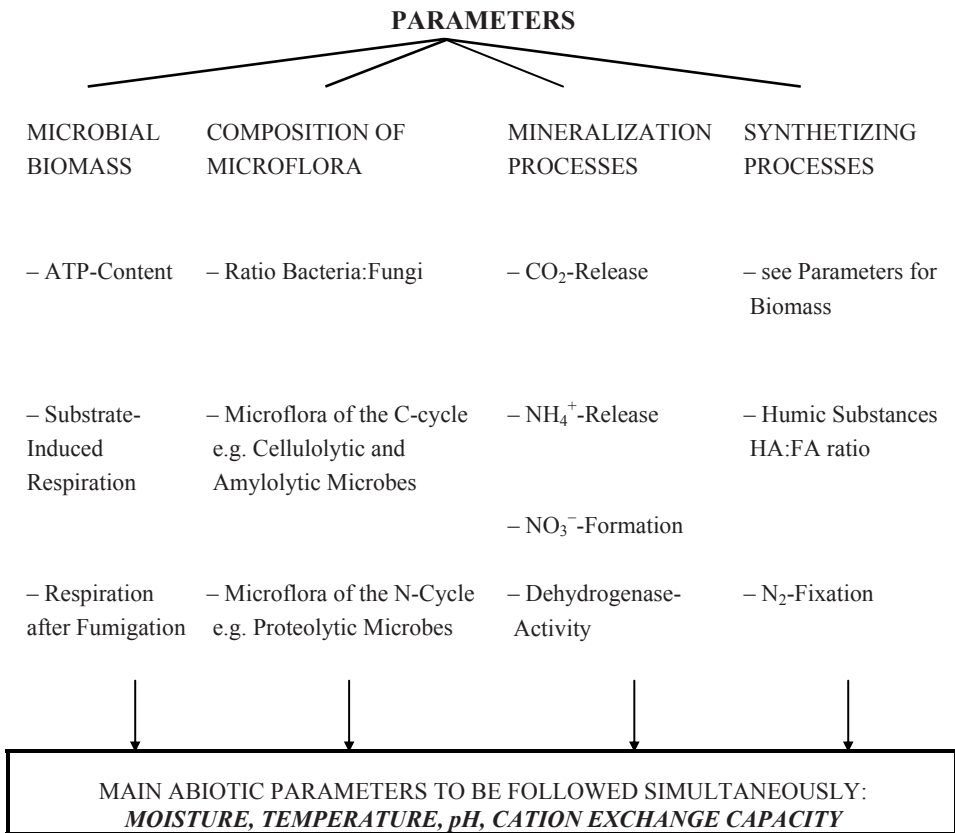 PARAMETERS
MICROBIAL
BIOMASS
– ATP-Content
– Substrate-
Induced
Respiration
– Respiration
after Fumigation
COMPOSITION OF
MICROFLORA
– Ratio Bacteria:Fungi
– Microflora of the C-cycle
e.g. Cellulolytic and
Amylolytic Microbes
– Microflora of the N-Cycle
e.g. Proteolytic Microbes
MINERALIZATION
PROCESSES
– CO₂-Release
– NH₄⁺-Release
– NO₃⁻-Formation
– Dehydrogenase-
Activity
SYNTHETIZING
PROCESSES
– see Parameters for
Biomass
– Humic Substances
HA:FA ratio
– N₂-Fixation
MAIN ABIOTIC PARAMETERS TO BE FOLLOWED SIMULTANEOUSLY:
MOISTURE, TEMPERATURE, pH, CATION EXCHANGE CAPACITY